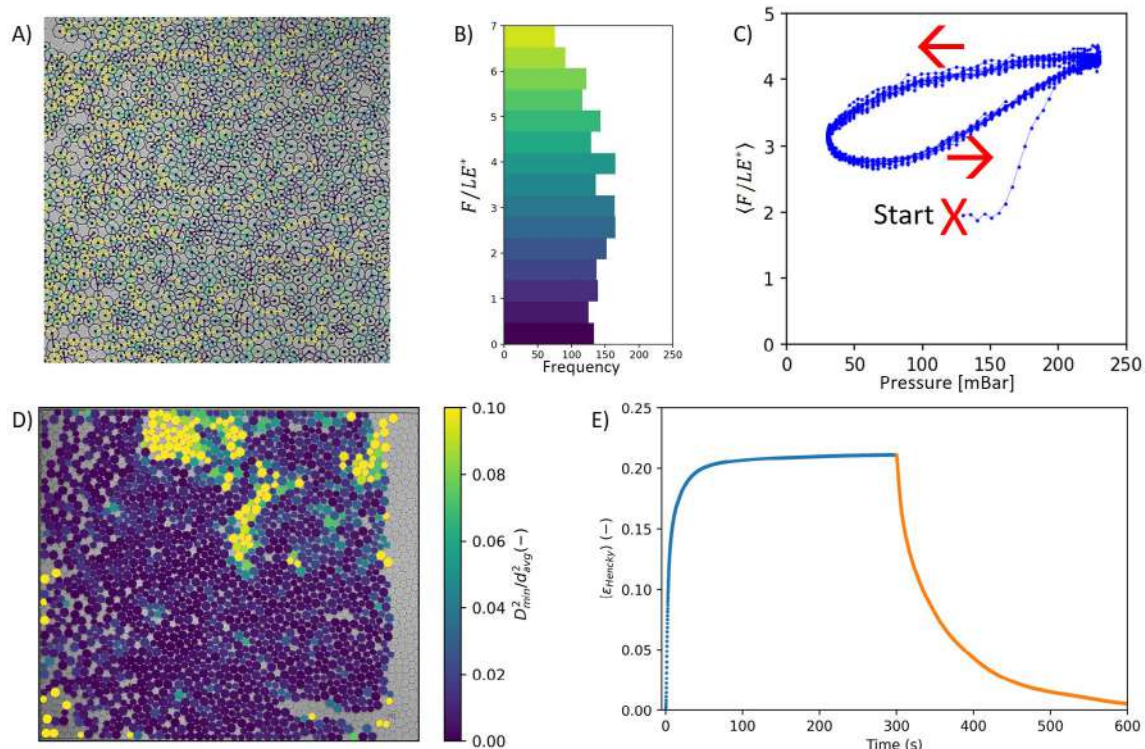 A)
B)
7
6
5
4
3
2
1
0
F/LE*
0 50 100 150 200 250
Frequency
C)
5
4
3
2
1
0
⟨F/LE*⟩
Start X
0 50 100 150 200 250
Pressure [mBar]
D)
0.10
0.08
0.06
0.04
0.02
0.00
D²min/d²avg(−)
E)
0.25
0.20
0.15
0.10
0.05
0.00
⟨εHencky⟩ (−)
0 100 200 300 400 500 600
Time (s)